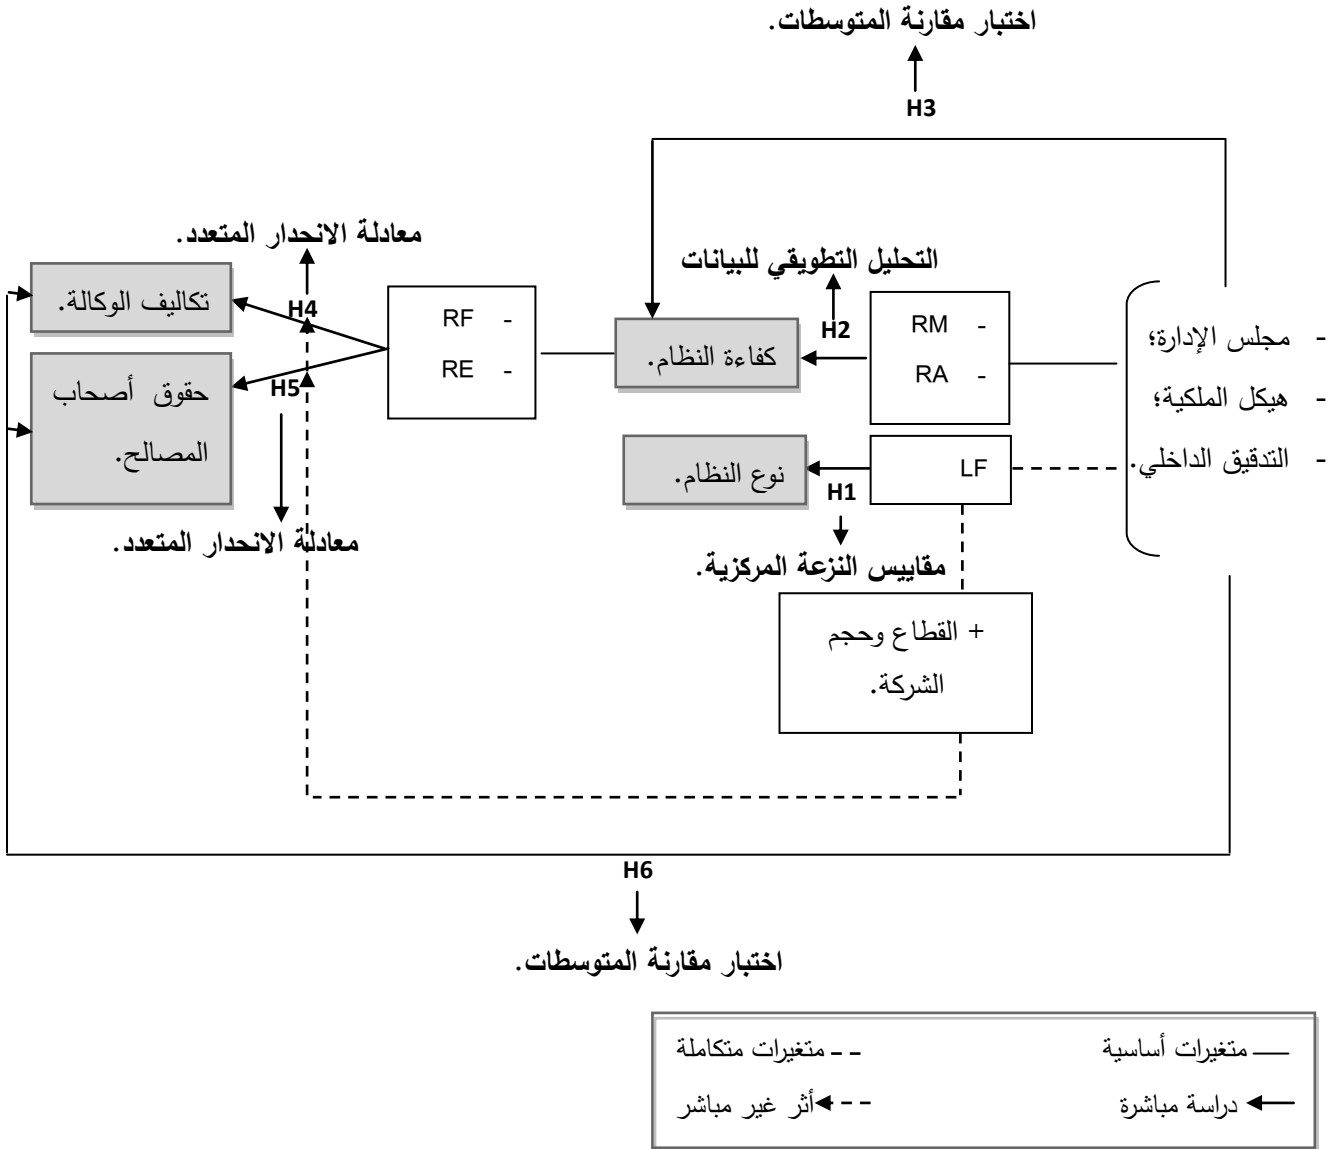 اختبار مقارنة المتوسطات.
H3
معادلة الانحدار المتعدد.
التحليل التطويقي للبيانات
تكاليف الوكالة.
H4
RF -
RE -
كفاءة النظام.
H2
RM -
RA -
- مجلس الإدارة؛
- هيكل الملكية؛
- التدقيق الداخلي.
حقوق أصحاب
المصالح.
H5
نوع النظام.
H1
LF
معادلة الانحدار المتعدد.
مقاييس النزعة المركزية.
+ القطاع وحجم
الشركة.
H6
اختبار مقارنة المتوسطات.
متغيرات أساسية
متغيرات متكاملة
دراسة مباشرة
أثر غير مباشر